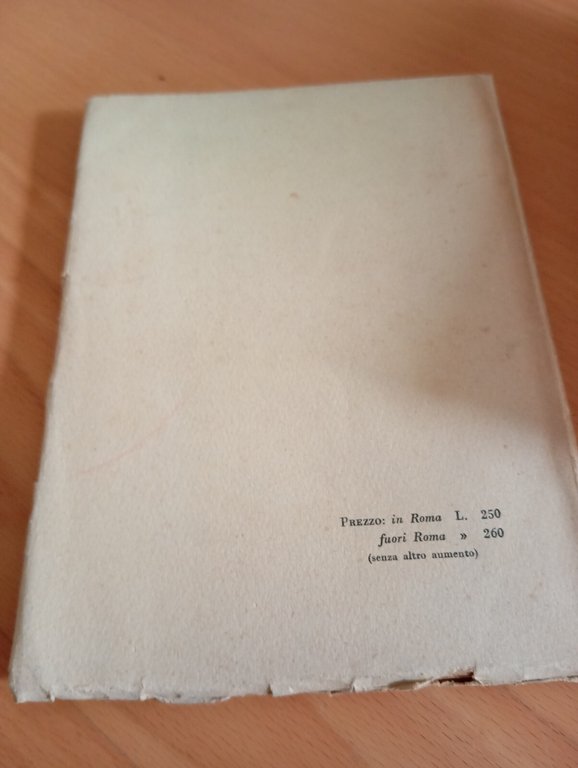 PREZZO: in Roma L. 250
fuori Roma » 260
(senza altro aumento)